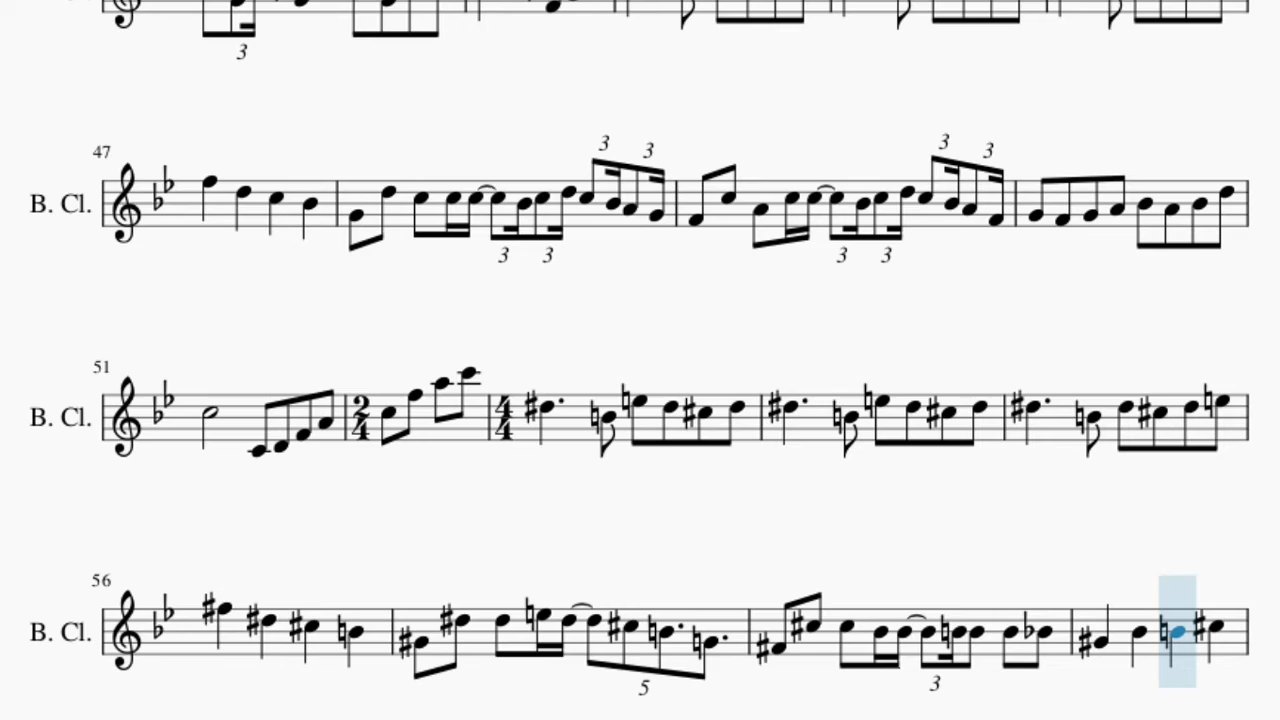 3
47
3 3 3 3
B. Cl.
3 3 3 3
51
B. Cl. 2 4 4 4
56
B. Cl.
5 3